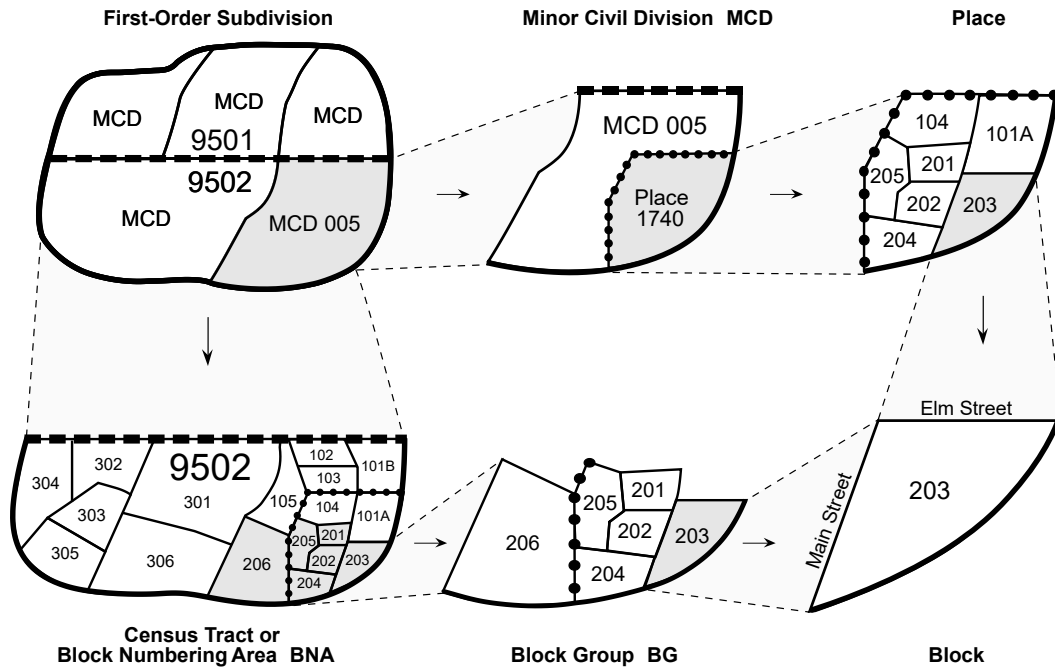 First-Order Subdivision
Minor Civil Division MCD
Place
MCD
MCD
MCD
9501
9502
MCD
MCD 005
MCD 005
Place
1740
104
101A
201
205
202
203
204
Elm Street
Main Street
203
9502
302
304
301
303
305
306
102
103
101B
105
104
101A
201
205
202
203
204
206
201
205
202
203
204
206
Census Tract or
Block Numbering Area BNA
Block Group BG
Block